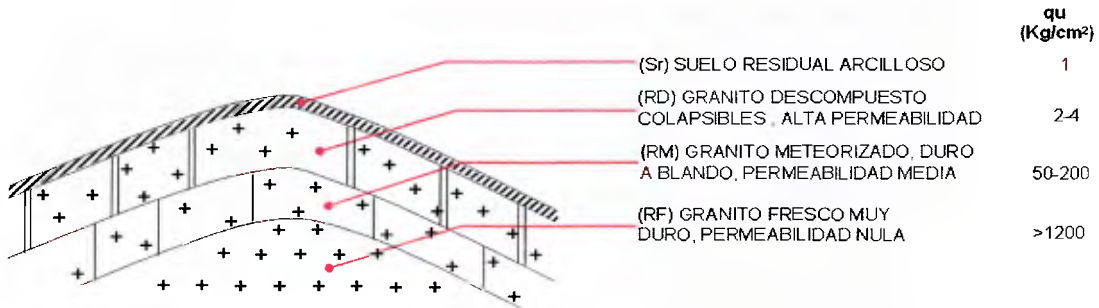 qu
(Kg/cm²)
(Sr) SUELO RESIDUAL ARCILLOSO 1
(RD) GRANITO DESCOMPUESTO
COLAPSIBLES , ALTA PERMEABILIDAD 2-4
(RM) GRANITO METEORIZADO, DURO
A BLANDO, PERMEABILIDAD MEDIA 50-200
(RF) GRANITO FRESCO MUY
DURO, PERMEABILIDAD NULA >1200